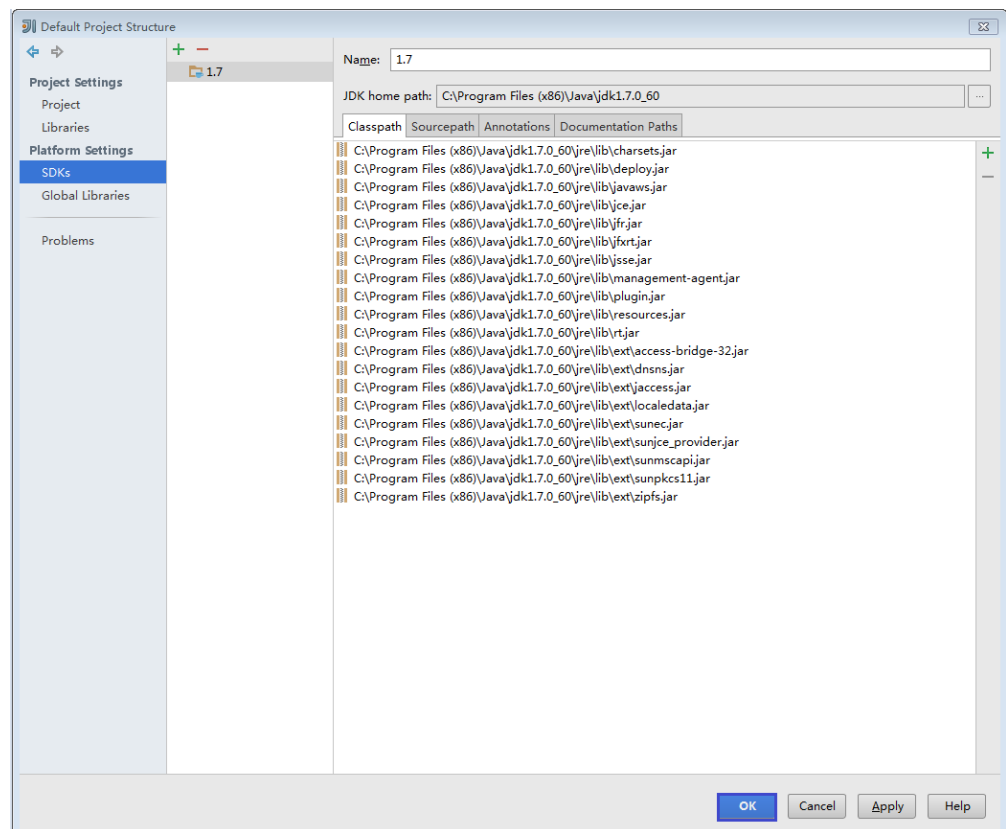 Default Project Structure
Project Settings
Project
Libraries
Platform Settings
SDKs
Global Libraries
Problems
1.7
Name: 1.7
JDK home path: C:\Program Files (x86)\Java\jdk1.7.0_60 ...
Classpath Sourcepath Annotations Documentation Paths
C:\Program Files (x86)\Java\jdk1.7.0_60\jre\lib\charsets.jar
C:\Program Files (x86)\Java\jdk1.7.0_60\jre\lib\deploy.jar
C:\Program Files (x86)\Java\jdk1.7.0_60\jre\lib\javaws.jar
C:\Program Files (x86)\Java\jdk1.7.0_60\jre\lib\jce.jar
C:\Program Files (x86)\Java\jdk1.7.0_60\jre\lib\jfr.jar
C:\Program Files (x86)\Java\jdk1.7.0_60\jre\lib\jfxrt.jar
C:\Program Files (x86)\Java\jdk1.7.0_60\jre\lib\jsse.jar
C:\Program Files (x86)\Java\jdk1.7.0_60\jre\lib\management-agent.jar
C:\Program Files (x86)\Java\jdk1.7.0_60\jre\lib\plugin.jar
C:\Program Files (x86)\Java\jdk1.7.0_60\jre\lib\resources.jar
C:\Program Files (x86)\Java\jdk1.7.0_60\jre\lib\rt.jar
C:\Program Files (x86)\Java\jdk1.7.0_60\jre\lib\ext\access-bridge-32.jar
C:\Program Files (x86)\Java\jdk1.7.0_60\jre\lib\ext\dnsns.jar
C:\Program Files (x86)\Java\jdk1.7.0_60\jre\lib\ext\jaccess.jar
C:\Program Files (x86)\Java\jdk1.7.0_60\jre\lib\ext\localedata.jar
C:\Program Files (x86)\Java\jdk1.7.0_60\jre\lib\ext\sunec.jar
C:\Program Files (x86)\Java\jdk1.7.0_60\jre\lib\ext\sunjce_provider.jar
C:\Program Files (x86)\Java\jdk1.7.0_60\jre\lib\ext\sunmscapi.jar
C:\Program Files (x86)\Java\jdk1.7.0_60\jre\lib\ext\sunpkcs11.jar
C:\Program Files (x86)\Java\jdk1.7.0_60\jre\lib\ext\zipfs.jar
OK Cancel Apply Help